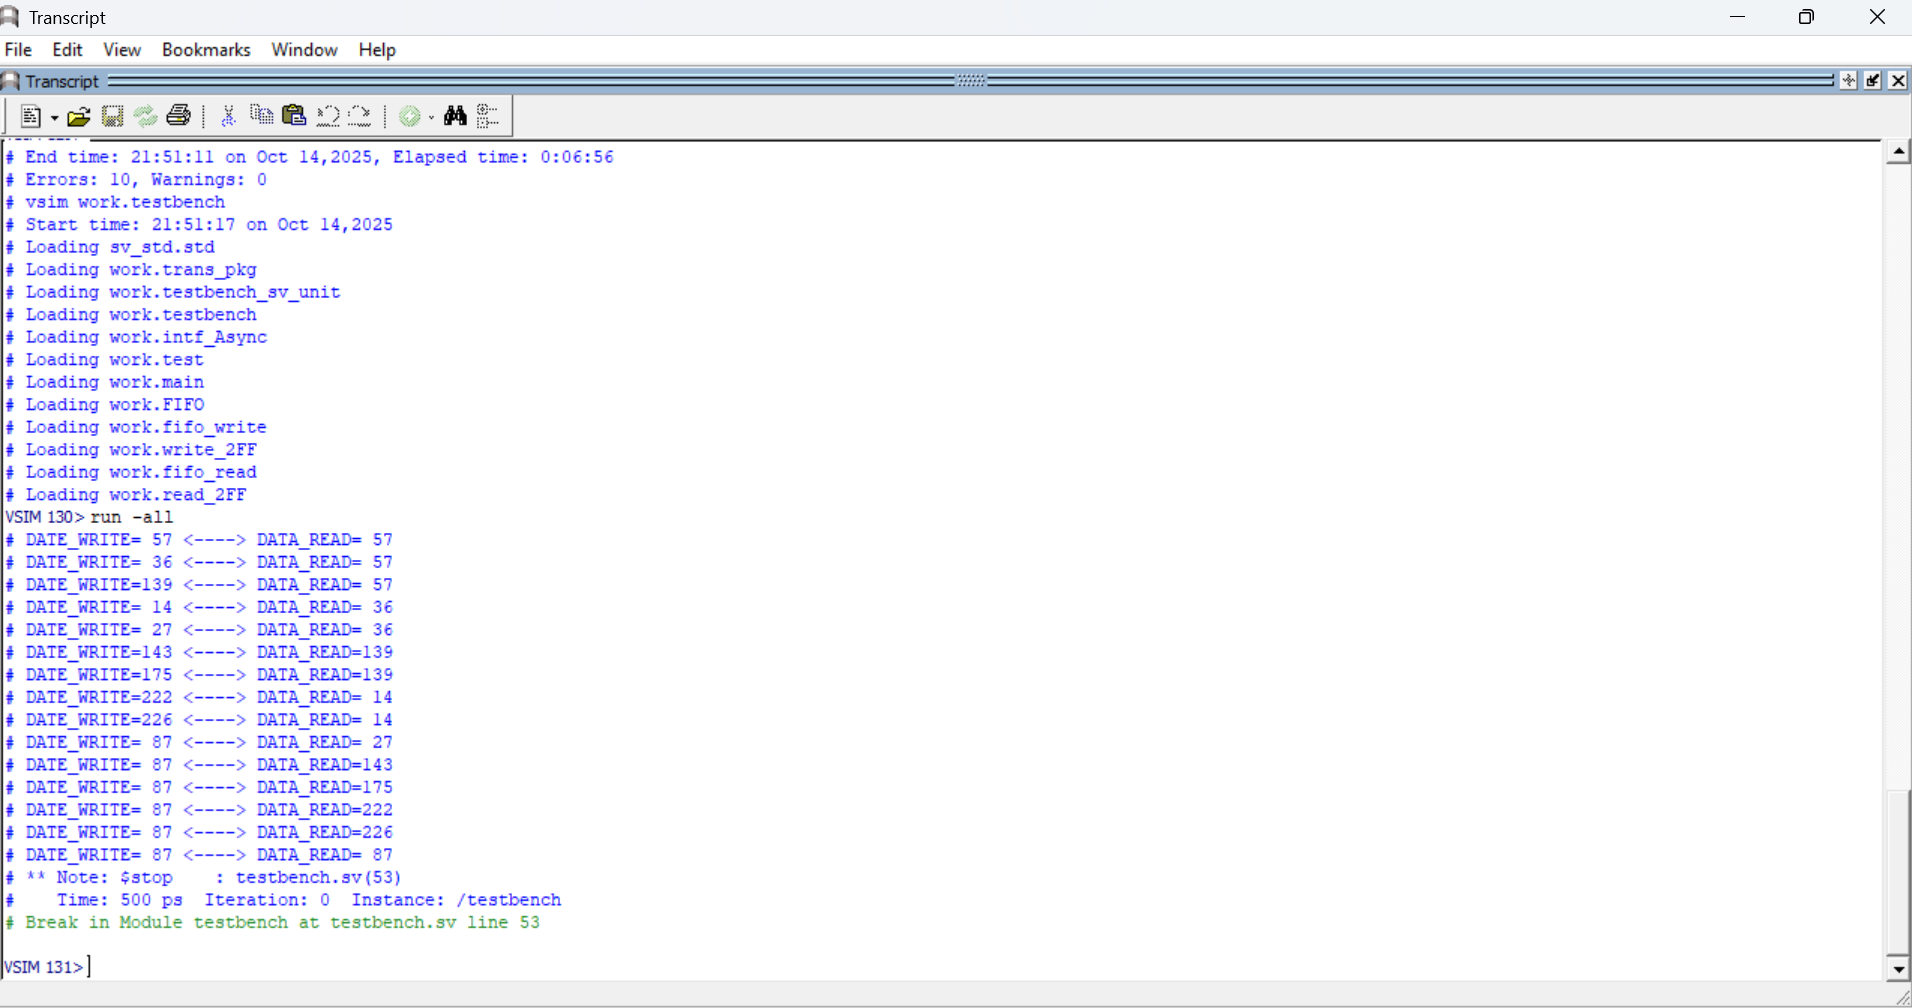 Transcript
File Edit View Bookmarks Window Help
Transcript
# End time: 21:51:11 on Oct 14,2025, Elapsed time: 0:06:56
# Errors: 10, Warnings: 0
# vsim work.testbench
# Start time: 21:51:17 on Oct 14,2025
# Loading sv_std.std
# Loading work.trans_pkg
# Loading work.testbench_sv_unit
# Loading work.testbench
# Loading work.intf_Async
# Loading work.test
# Loading work.main
# Loading work.FIFO
# Loading work.fifo_write
# Loading work.write_2FF
# Loading work.fifo_read
# Loading work.read_2FF
VSIM 130> run -all
# DATE_WRITE= 57 <----> DATA_READ= 57
# DATE_WRITE= 36 <----> DATA_READ= 57
# DATE_WRITE=139 <----> DATA_READ= 57
# DATE_WRITE= 14 <----> DATA_READ= 36
# DATE_WRITE= 27 <----> DATA_READ= 36
# DATE_WRITE=143 <----> DATA_READ=139
# DATE_WRITE=175 <----> DATA_READ=139
# DATE_WRITE=222 <----> DATA_READ= 14
# DATE_WRITE=226 <----> DATA_READ= 14
# DATE_WRITE= 87 <----> DATA_READ= 27
# DATE_WRITE= 87 <----> DATA_READ=143
# DATE_WRITE= 87 <----> DATA_READ=175
# DATE_WRITE= 87 <----> DATA_READ=222
# DATE_WRITE= 87 <----> DATA_READ=226
# DATE_WRITE= 87 <----> DATA_READ= 87
# ** Note: $stop    : testbench.sv(53)
#    Time: 500 ps  Iteration: 0  Instance: /testbench
# Break in Module testbench at testbench.sv line 53
VSIM 131>